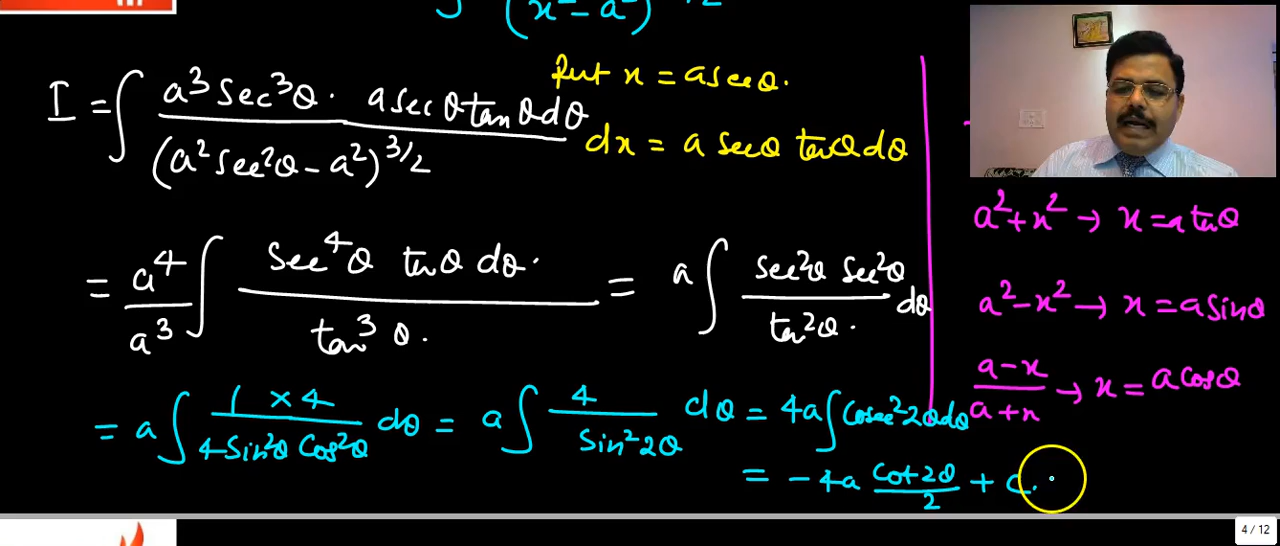 ∫ (x² – a²)
I = ∫ a³ sec³θ · a secθ tanθ dθ / (a² sec²θ – a²)^3/2
Put x = a secθ.
dx = a secθ tanθ dθ
= a⁴/a³ ∫ sec⁴θ tanθ dθ · / tan³θ. = a ∫ sec²θ sec²θ / tan²θ. dθ
= a ∫ 1 × 4 / 4 sin²θ cos²θ dθ = a ∫ 4 / sin²2θ dθ = 4a ∫ cosec²2θ dθ
= – 4a cot2θ / 2 + c.
a² + x² → x = a tanθ
a² – x² → x = a sinθ
a – x / a + x → x = a cosθ
4 / 12